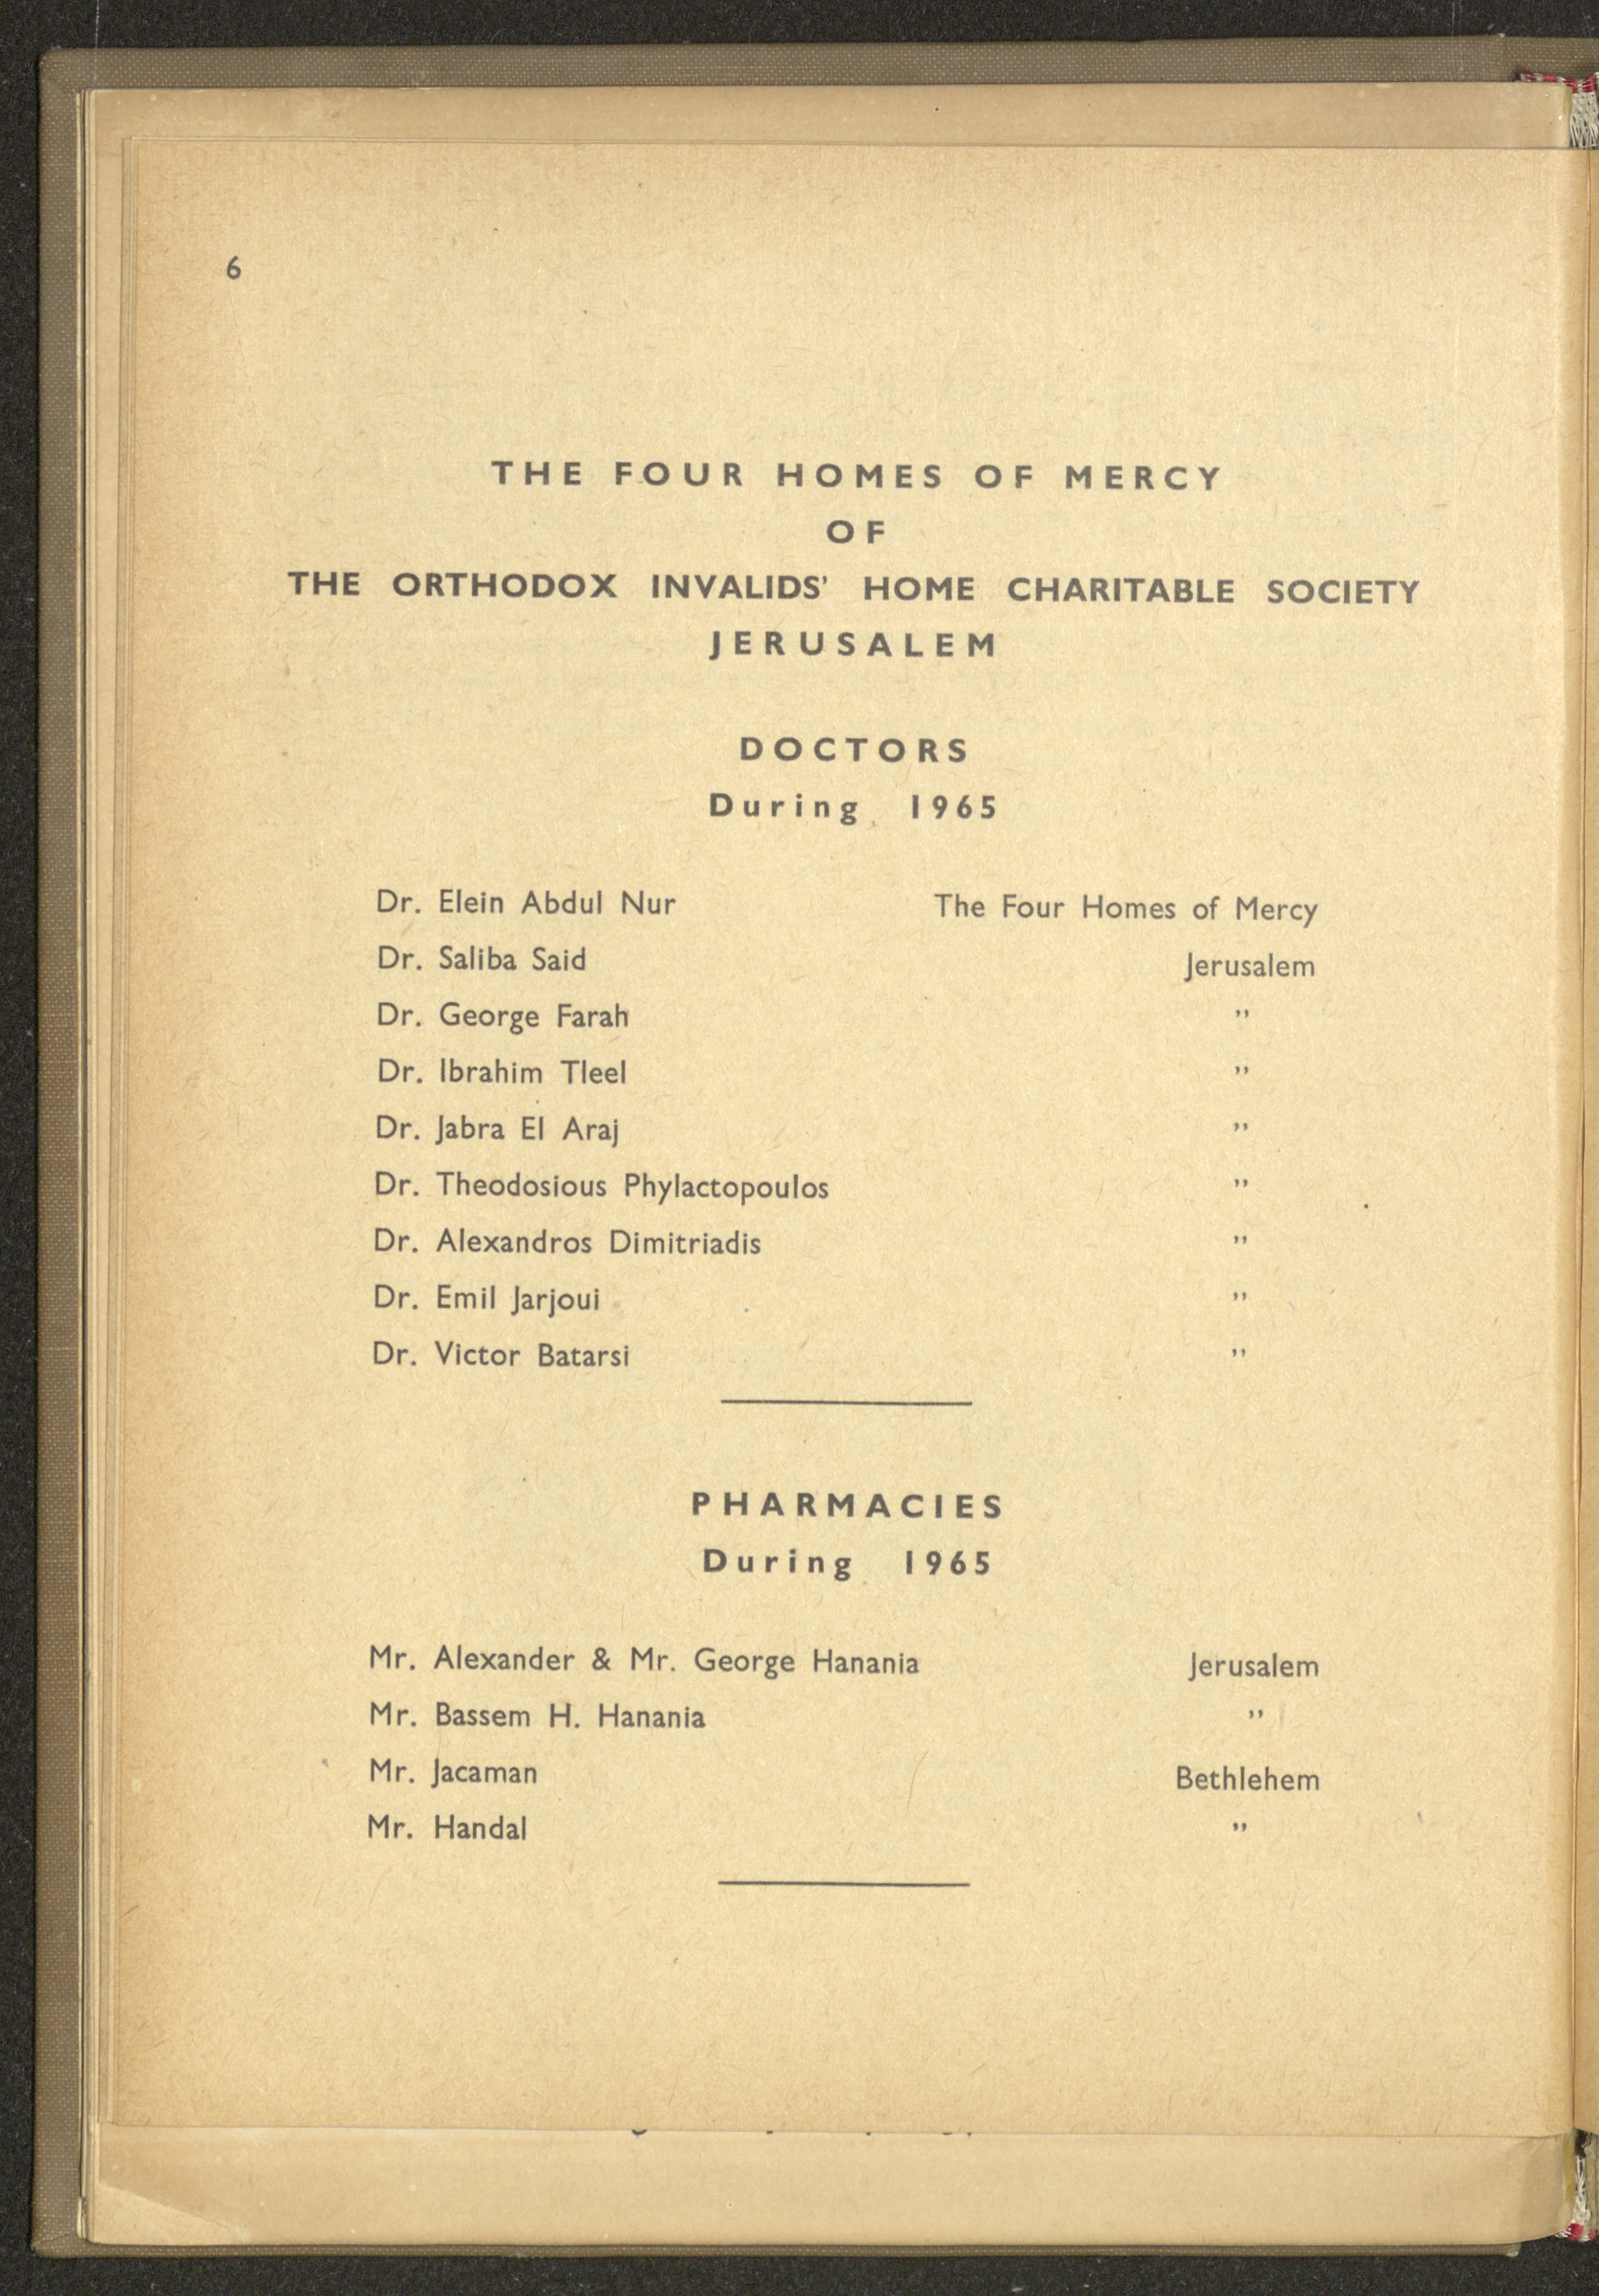 6
THE FOUR HOMES OF MERCY
OF
THE ORTHODOX INVALIDS' HOME CHARITABLE SOCIETY
JERUSALEM
DOCTORS
During 1965
Dr. Elein Abdul Nur The Four Homes of Mercy
Dr. Saliba Said Jerusalem
Dr. George Farah ,,
Dr. Ibrahim Tleel ,,
Dr. Jabra El Araj ,,
Dr. Theodosious Phylactopoulos ,,
Dr. Alexandros Dimitriadis ,,
Dr. Emil Jarjoui ,,
Dr. Victor Batarsi ,,
PHARMACIES
During 1965
Mr. Alexander & Mr. George Hanania Jerusalem
Mr. Bassem H. Hanania ,,
Mr. Jacaman Bethlehem
Mr. Handal ,,